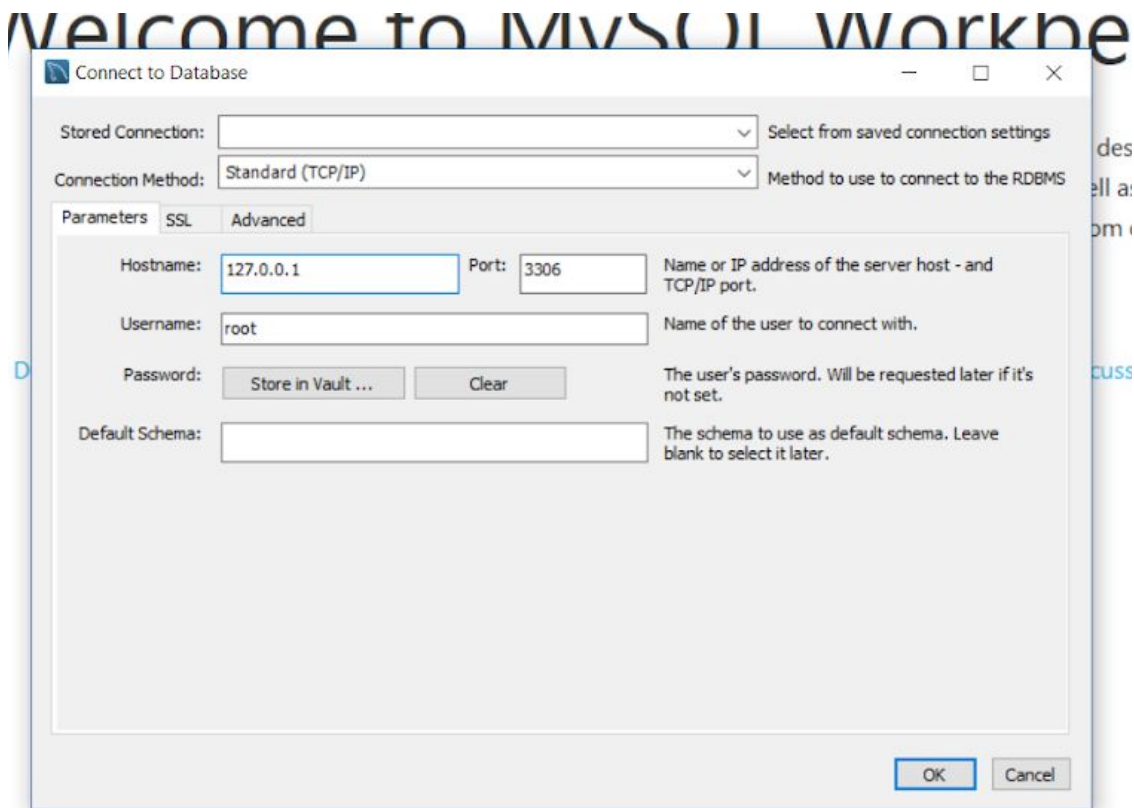 Welcome to MySQL Workbe
Connect to Database
Stored Connection: Select from saved connection settings
Connection Method: Standard (TCP/IP) Method to use to connect to the RDBMS
Parameters SSL Advanced
Hostname: 127.0.0.1 Port: 3306 Name or IP address of the server host - and
TCP/IP port.
Username: root Name of the user to connect with.
Password: Store in Vault ... Clear The user's password. Will be requested later if it's
not set.
Default Schema: The schema to use as default schema. Leave
blank to select it later.
OK Cancel